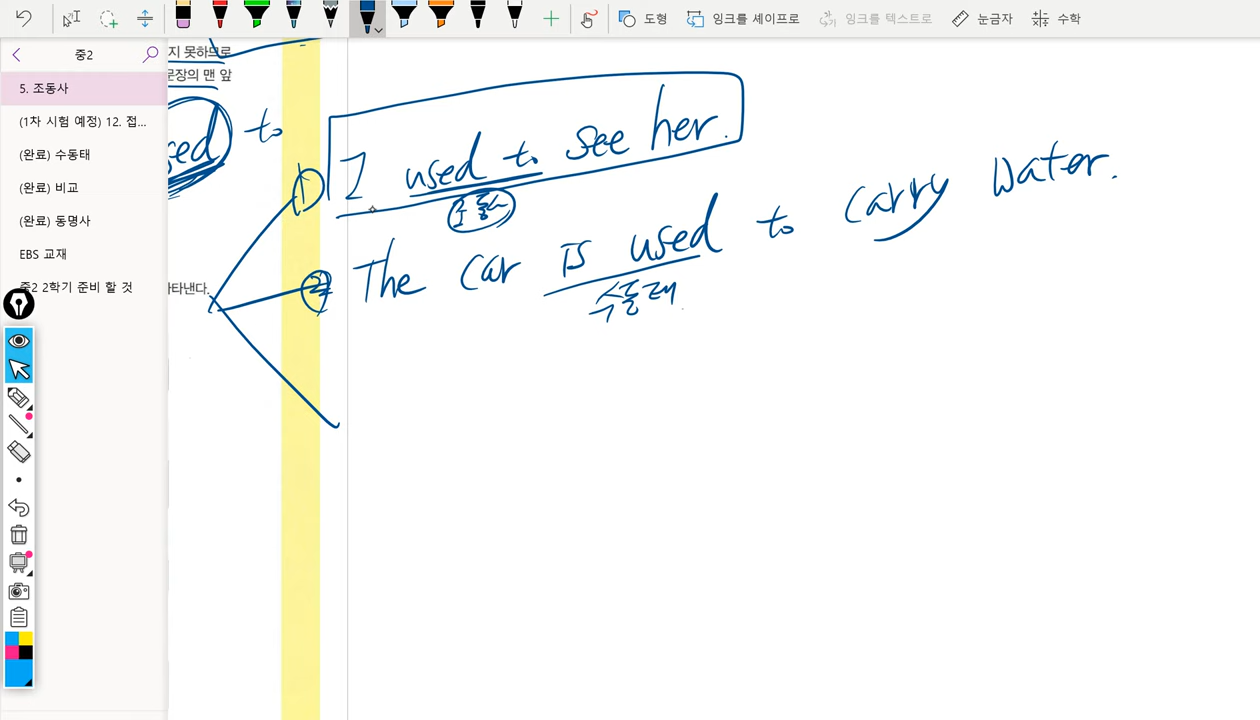 도형
잉크를 셰이프로
잉크를 텍스트로
눈금자
수학
중2
5. 조동사
(1차 시험 예정) 12. 접...
(완료) 수동태
(완료) 비교
(완료) 동명사
EBS 교재
중2 2학기 준비 할 것
지 못하므로
문장의 맨 앞
sed to
타낸다.
① I used to see her.
조동사
② The car is used to carry water.
수동태